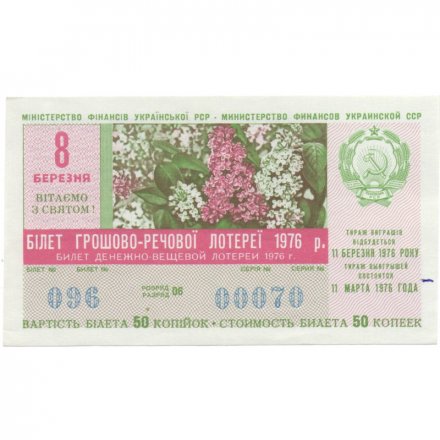 МІНІСТЕРСТВО ФІНАНСІВ УКРАЇНСЬКОЇ РСР - МИНИСТЕРСТВО ФИНАНСОВ УКРАИНСКОЙ ССР
8
БЕРЕЗНЯ
ВІТАЄМО
З СВЯТОМ!
БІЛЕТ ГРОШОВО-РЕЧОВОЇ ЛОТЕРЕЇ 1976 р.
БИЛЕТ ДЕНЕЖНО-ВЕЩЕВОЙ ЛОТЕРЕИ 1976 г.
ТИРАЖ ВИГРАШІВ
ВІДБУДЕТЬСЯ
11 БЕРЕЗНЯ 1976 РОКУ
ТИРАЖ ВЫИГРЫШЕЙ
СОСТОИТСЯ
11 МАРТА 1976 ГОДА
БІЛЕТ № БИЛЕТ № СЕРІЯ № СЕРИЯ №
096 РОЗРЯД РАЗРЯД 06 00070
ВАРТІСТЬ БІЛЕТА 50 КОПІЙОК - СТОИМОСТЬ БИЛЕТА 50 КОПЕЕК